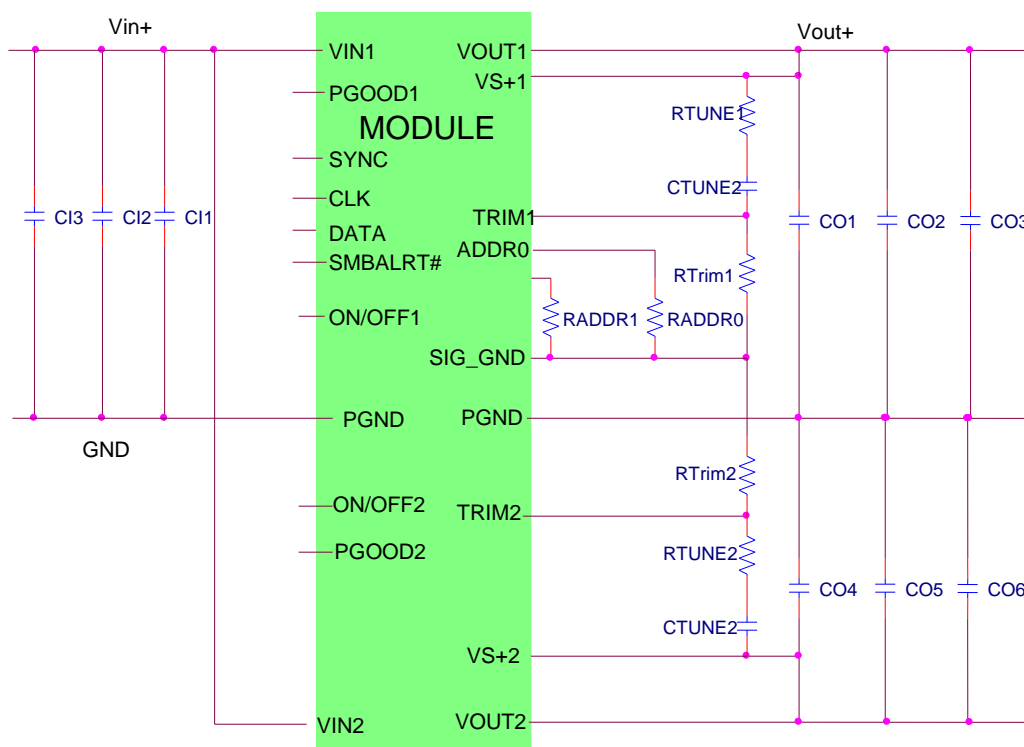 Vin+
Vout+
VIN1
VOUT1
VS+1
PGOOD1
RTUNE1
MODULE
SYNC
CTUNE2
CLK
TRIM1
CI3
CI2
CI1
CO1
CO2
CO3
DATA
ADDR0
SMBALRT#
RTrim1
ON/OFF1
RADDR1
RADDR0
SIG_GND
PGND
PGND
GND
RTrim2
ON/OFF2
TRIM2
PGOOD2
RTUNE2
CO4
CO5
CO6
CTUNE2
VS+2
VIN2
VOUT2